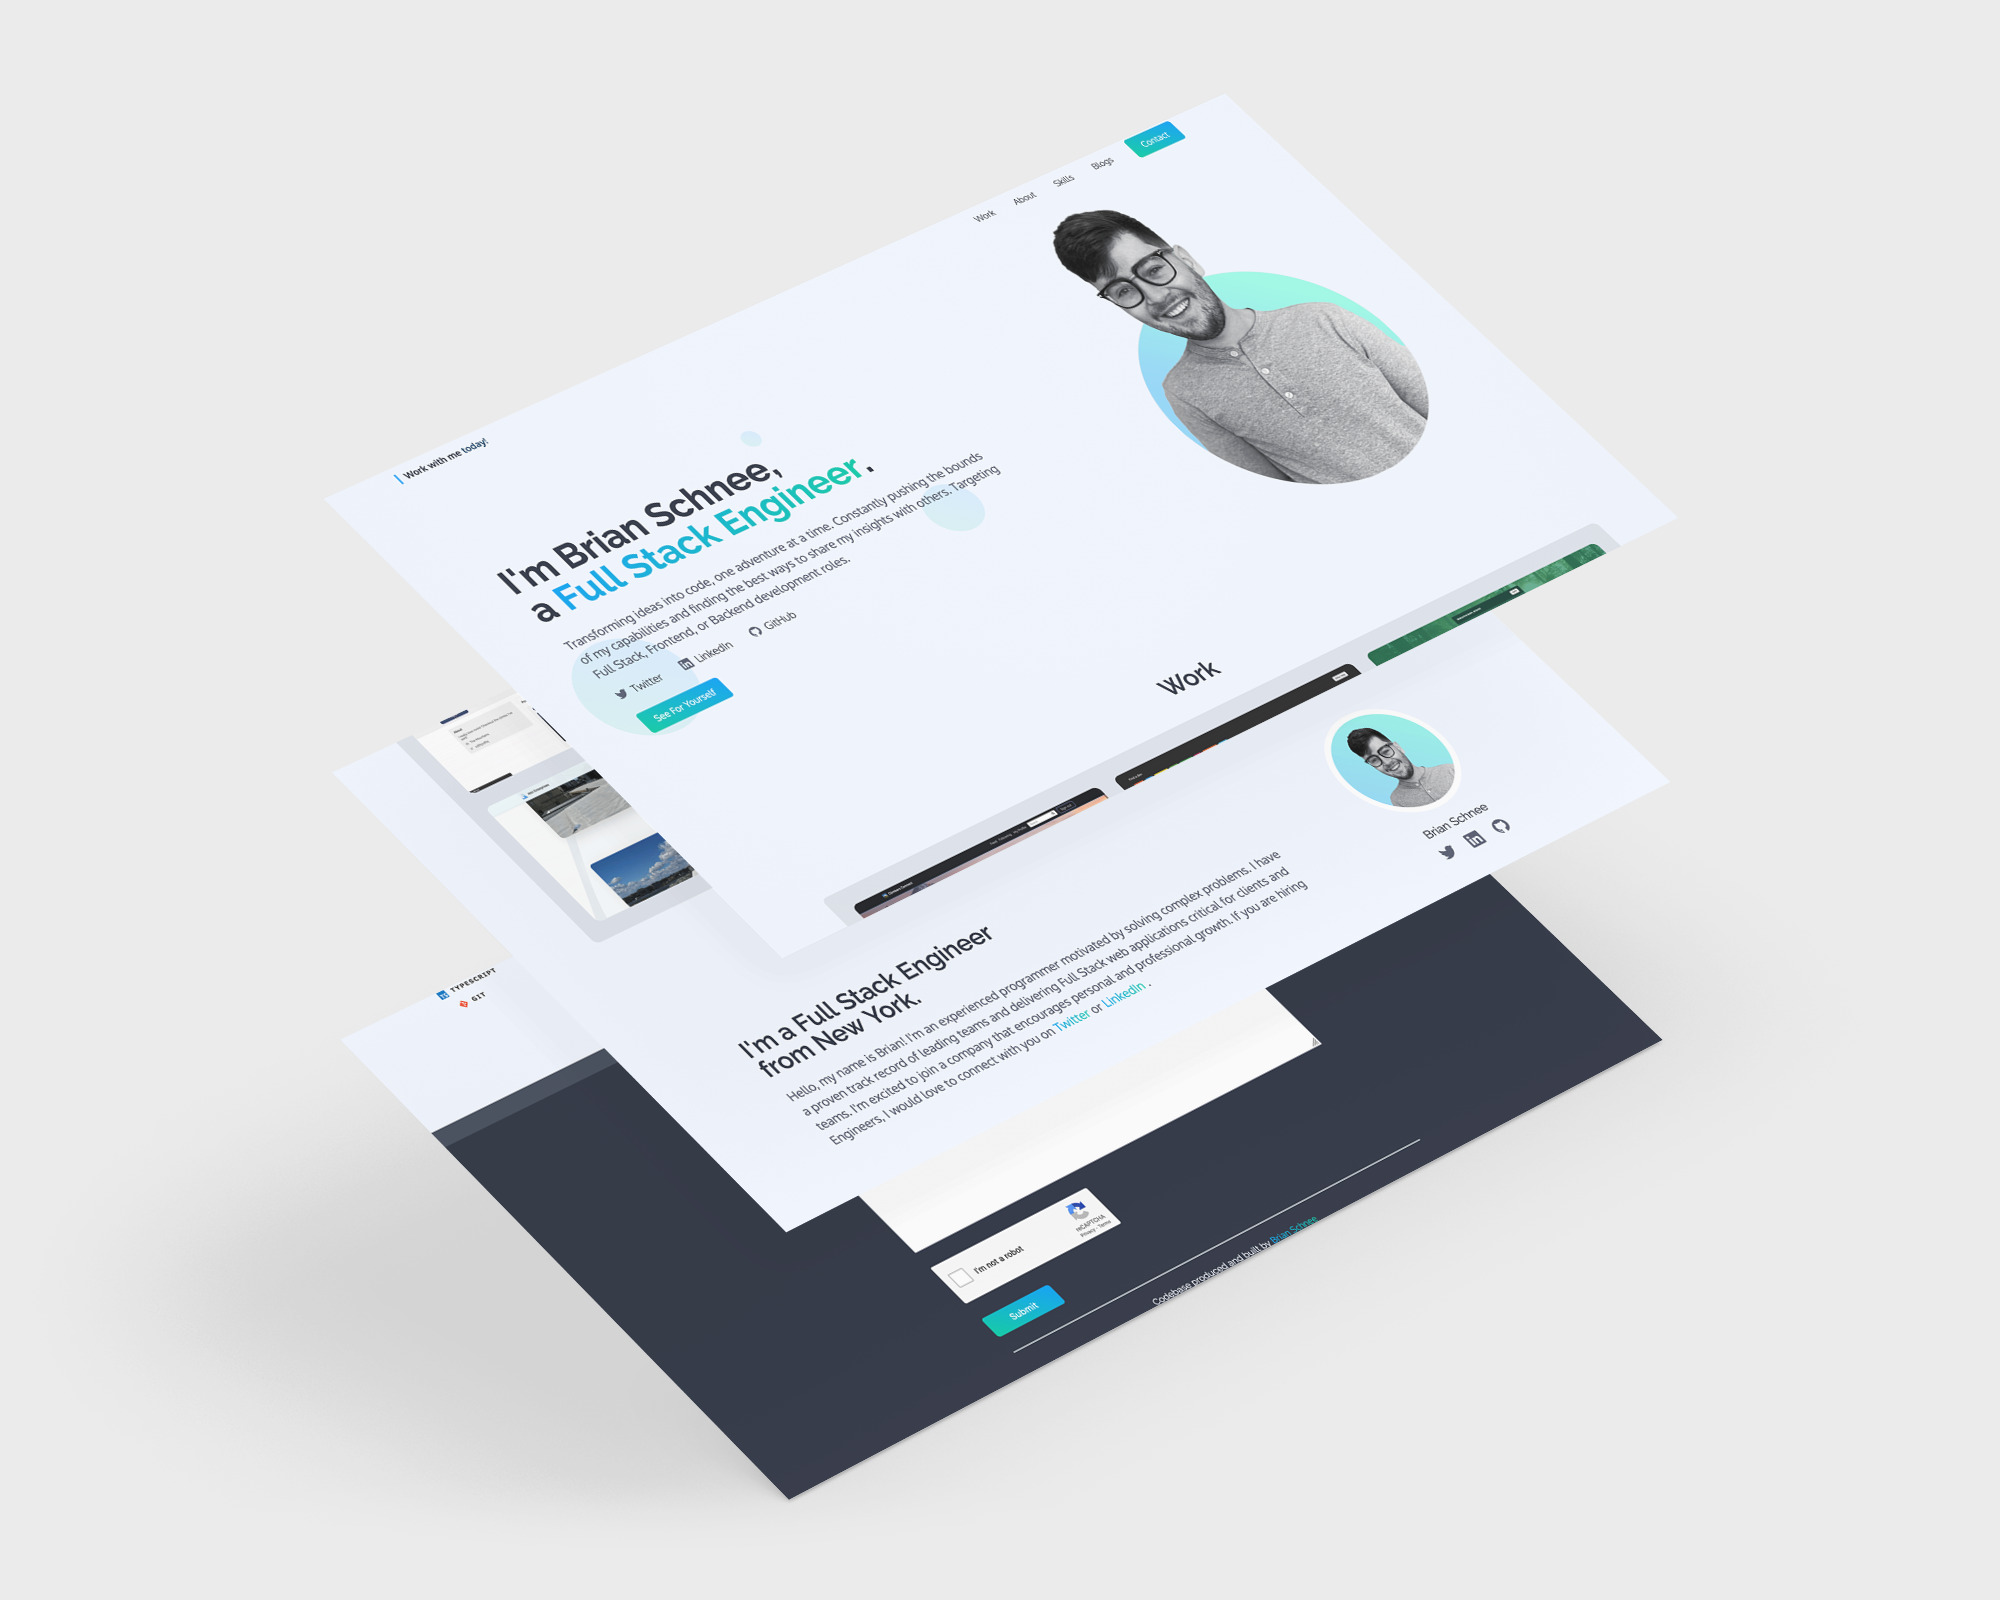 Work with me today!
Work
About
Skills
Blogs
Contact
I'm Brian Schnee,
a Full Stack Engineer.
Transforming ideas into code, one adventure at a time. Constantly pushing the bounds
of my capabilities and finding the best ways to share my insights with others. Targeting
Full Stack, Frontend, or Backend development roles.
Twitter
LinkedIn
GitHub
See For Yourself
Work
Brian Schnee
I'm a Full Stack Engineer
from New York.
Hello, my name is Brian! I'm an experienced programmer motivated by solving complex problems. I have
a proven track record of leading teams and delivering Full Stack web applications critical for clients and
teams. I'm excited to join a company that encourages personal and professional growth. If you are hiring
Engineers, I would love to connect with you on Twitter or LinkedIn .
TYPESCRIPT
GIT
I'm not a robot
reCAPTCHA
Privacy - Terms
Submit
Codebase produced and built by Brian Schnee